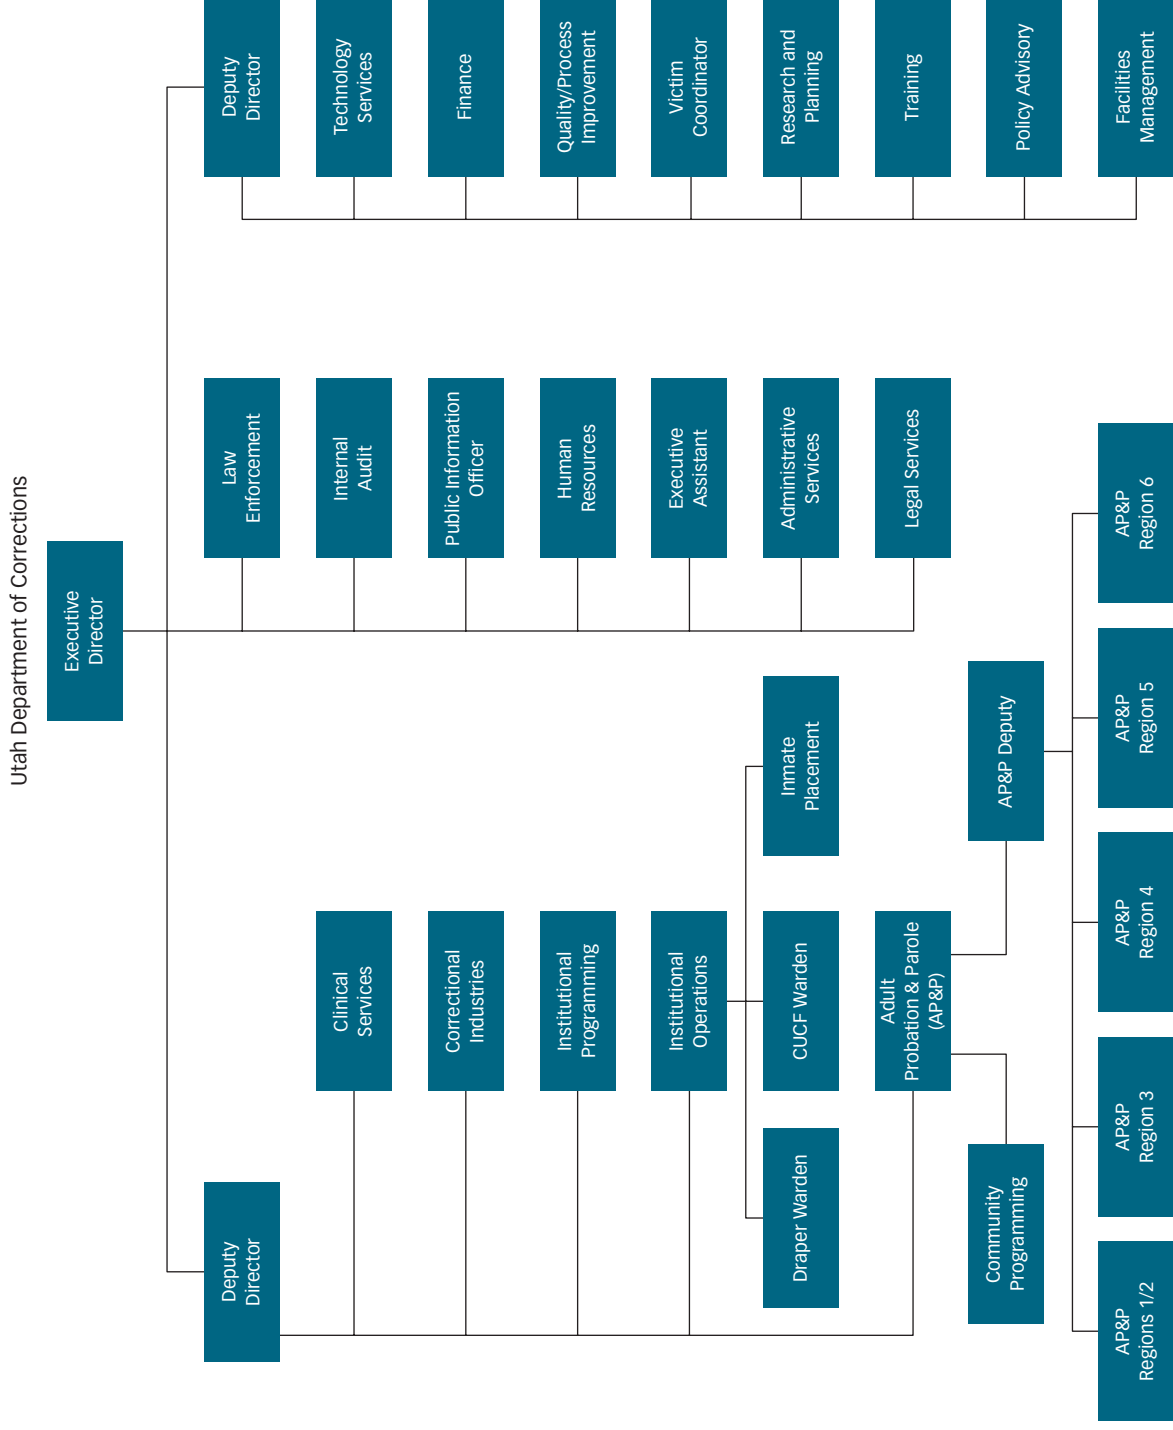 Utah Department of Corrections
Executive
Director
Deputy
Director
Law
Enforcement
Deputy
Director
Clinical
Services
Internal
Audit
Technology
Services
Correctional
Industries
Public Information
Officer
Finance
Institutional
Programming
Human
Resources
Quality/Process
Improvement
Institutional
Operations
Executive
Assistant
Victim
Coordinator
Draper Warden
CUCF Warden
Inmate
Placement
Administrative
Services
Research and
Planning
Adult
Probation & Parole
(AP&P)
Legal Services
Training
Community
Programming
AP&P Deputy
Policy Advisory
AP&P
Regions 1/2
AP&P
Region 3
AP&P
Region 4
AP&P
Region 5
AP&P
Region 6
Facilities
Management